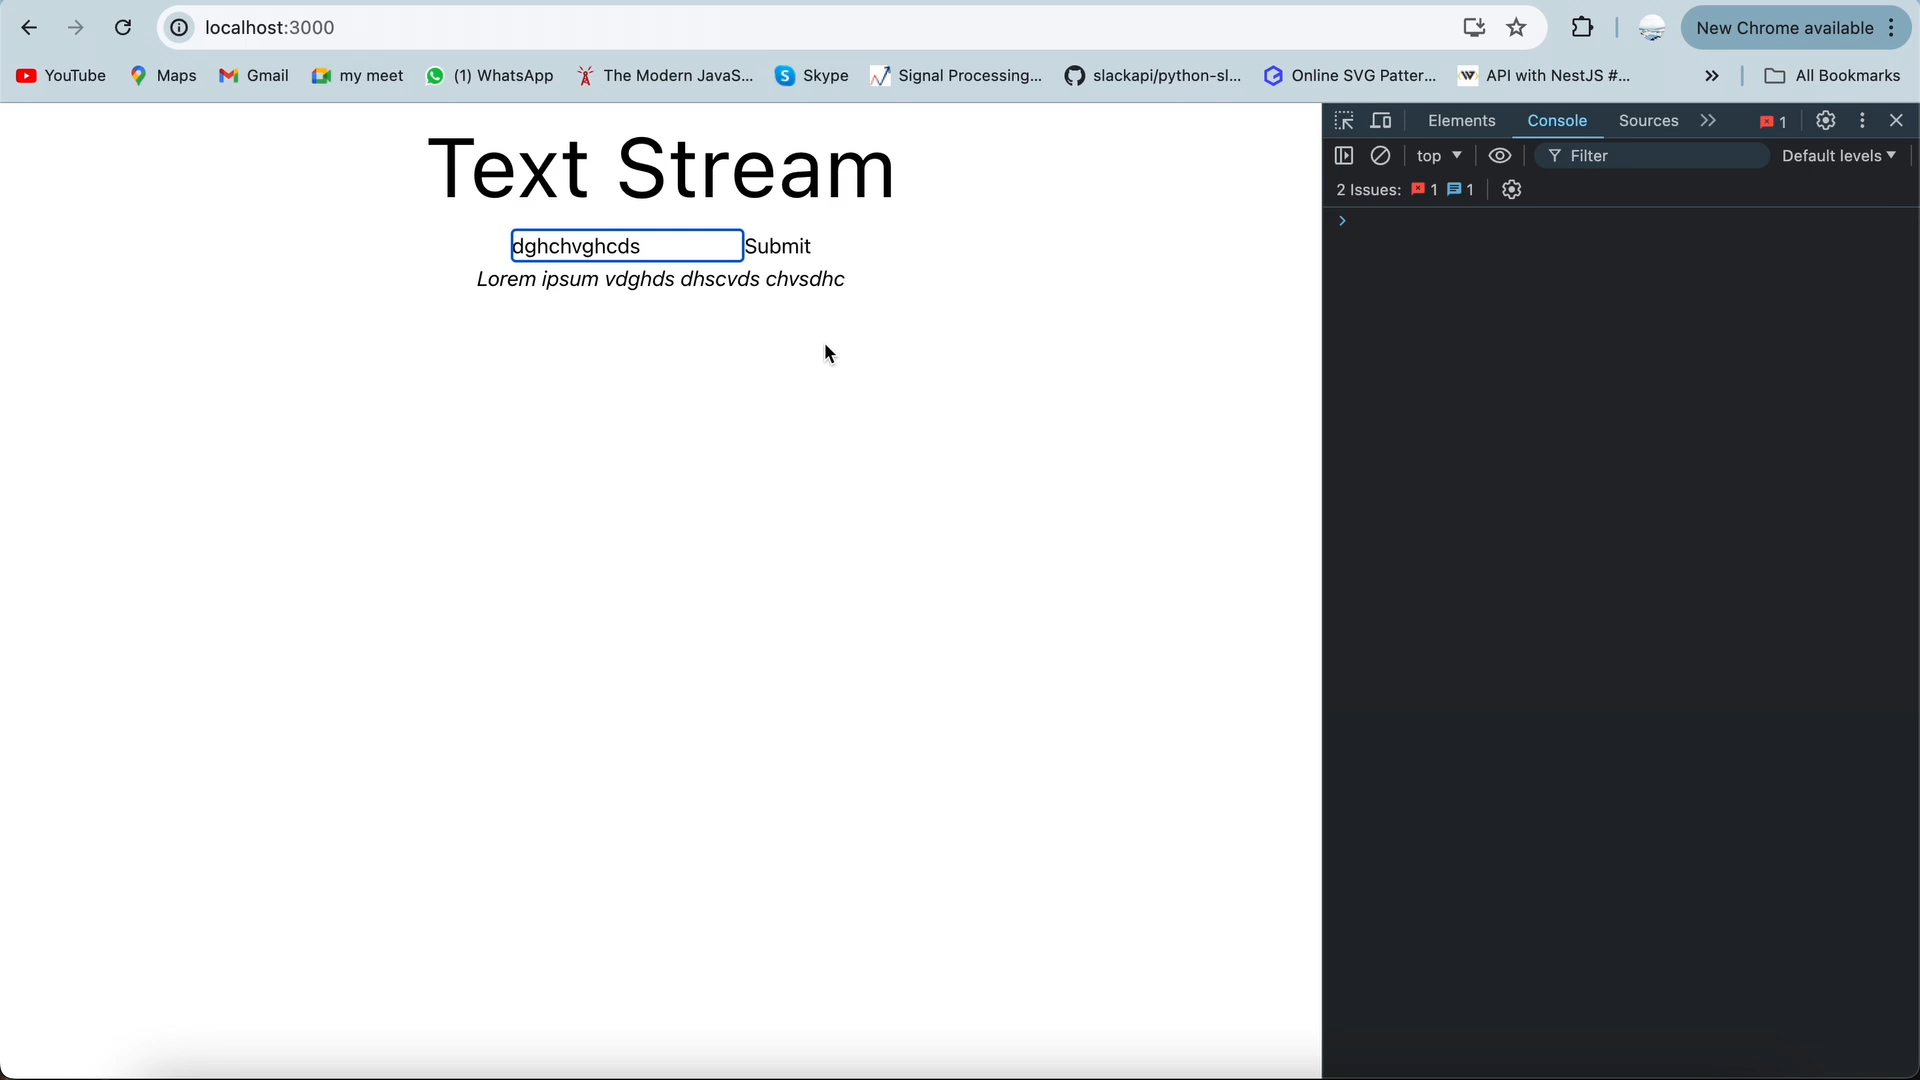 localhost:3000
New Chrome available
YouTube
Maps
Gmail
my meet
(1) WhatsApp
The Modern JavaS...
Skype
Signal Processing...
slackapi/python-sl...
Online SVG Patter...
API with NestJS #...
All Bookmarks
Elements
Console
Sources
1
top
Filter
Default levels
2 Issues:
1
1
Text Stream
dghchvghcds
Submit
Lorem ipsum vdghds dhscvds chvsdhc